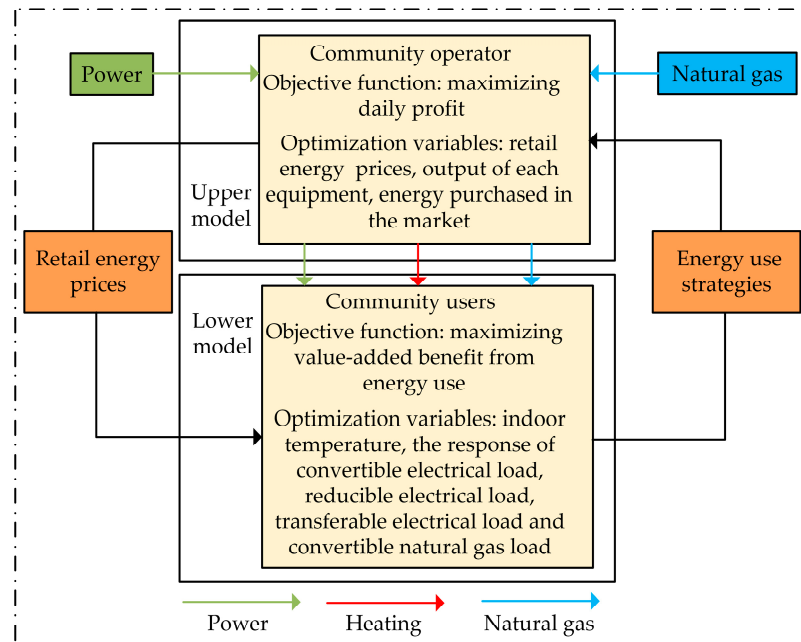 Power
Community operator
Objective function: maximizing
daily profit
Optimization variables: retail
energy prices, output of each
equipment, energy purchased in
the market
Natural gas
Upper
model
Retail energy
prices
Energy use
strategies
Lower
model
Community users
Objective function: maximizing
value-added benefit from
energy use
Optimization variables: indoor
temperature, the response of
convertible electrical load,
reducible electrical load,
transferable electrical load and
convertible natural gas load
Power
Heating
Natural gas